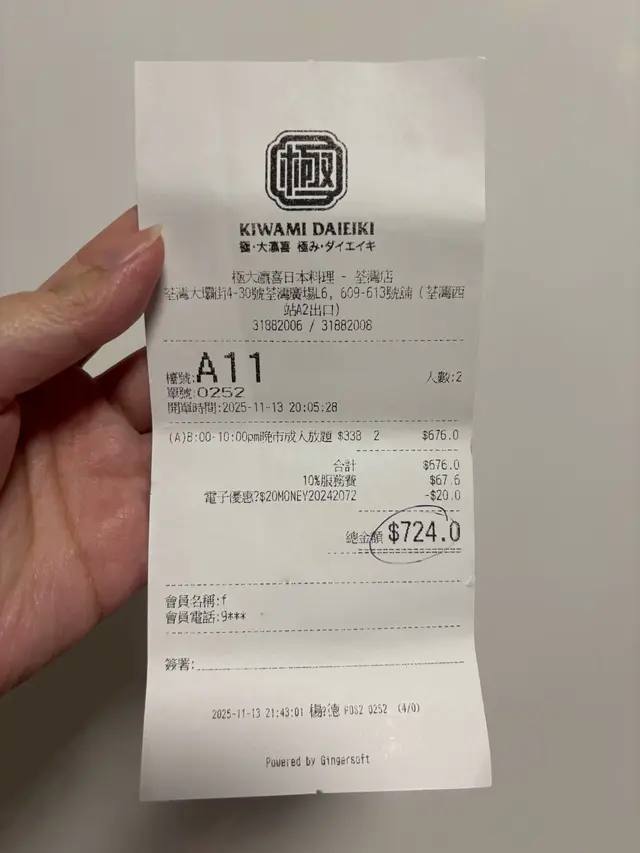 極
KIWAMI DAIEIKI
極・大瀛喜 極み・ダイエイキ
極大瀛喜日本料理 - 荃灣店
荃灣大壩街4-30號荃灣廣場L6, 609-613號舖 (荃灣西
站A2出口)
31882006 / 31882008
檯號:A11 人數:2
單號:0252
開單時間:2025-11-13 20:05:28
(A)8:00-10:00pm晚市成人放題 $338 2 $676.0
合計 $676.0
10%服務費 $67.6
電子優惠?$20MONEY20242072 -$20.0
總金額 $724.0
會員名稱:f
會員電話:9***
簽署:
2025-11-13 21:43:01 楊?德 POS2 0252 (4/0)
Powered by Gingersoft